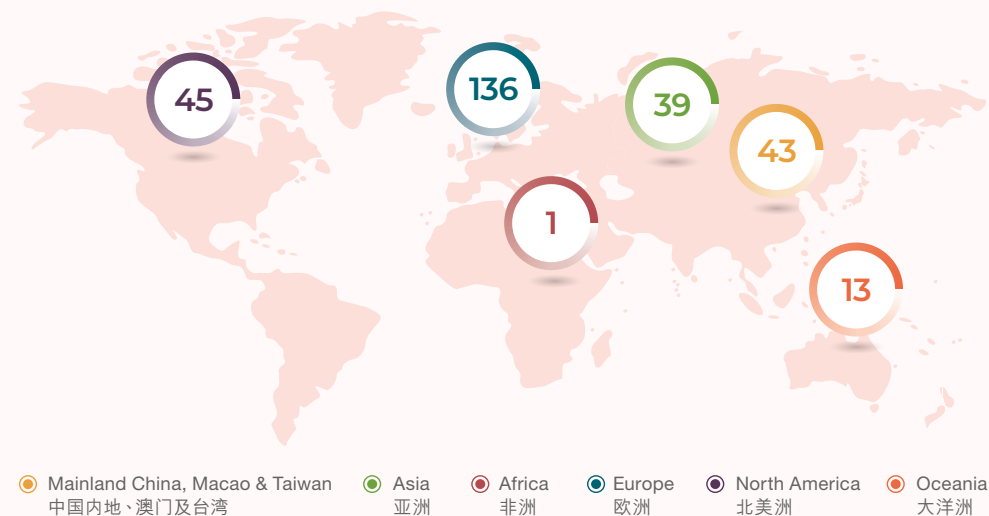 45
136
39
43
1
13
Mainland China, Macao & Taiwan
中国内地、澳门及台湾
Asia
亚洲
Africa
非洲
Europe
欧洲
North America
北美洲
Oceania
大洋洲